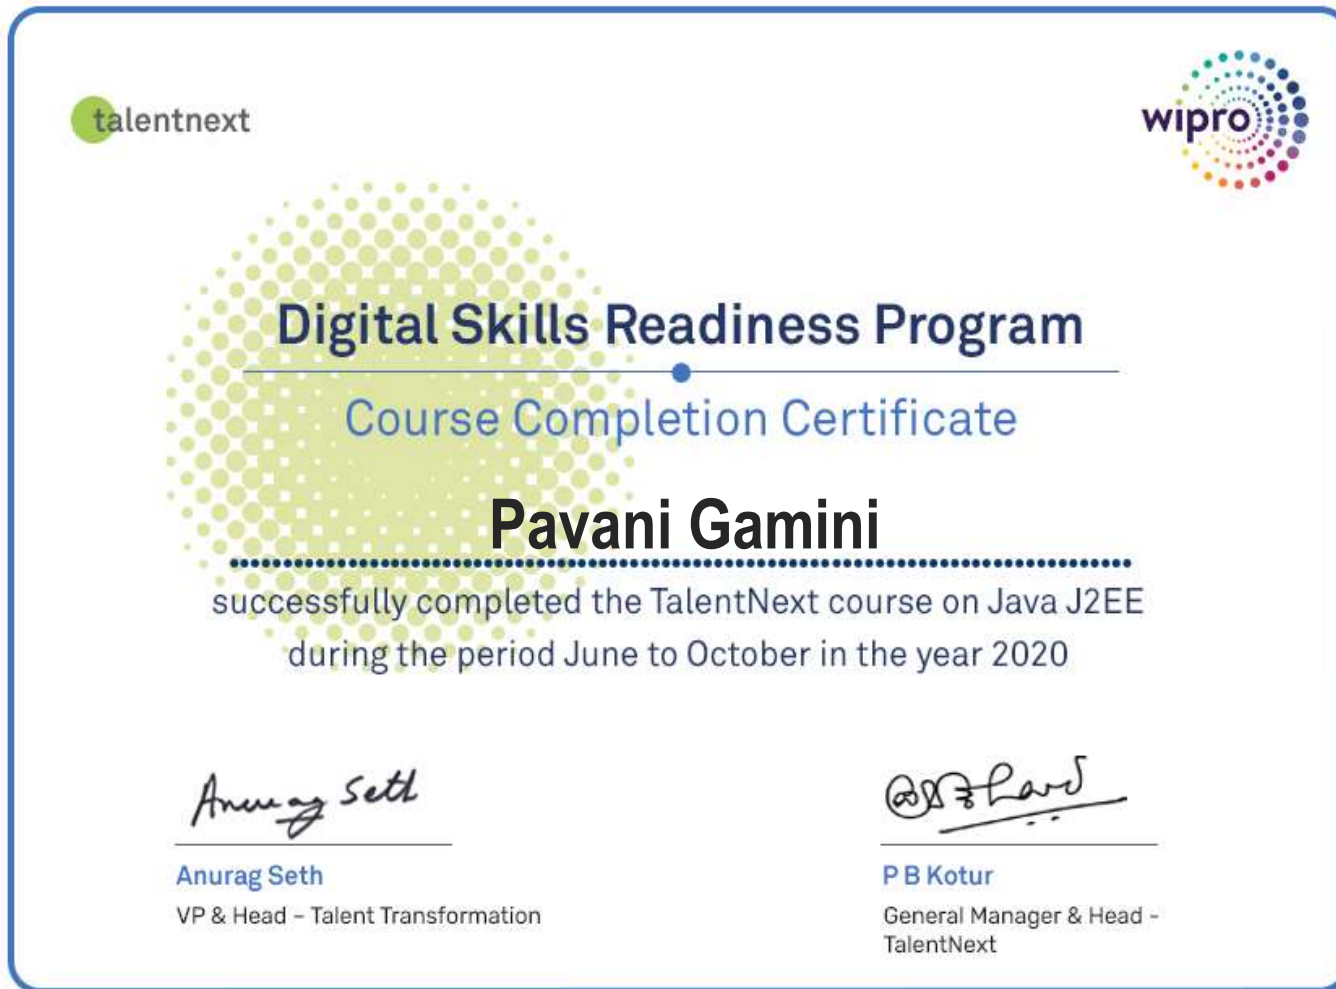 talentnext
wipro
Digital Skills Readiness Program
Course Completion Certificate
Pavani Gamini
successfully completed the TalentNext course on Java J2EE
during the period June to October in the year 2020
Anurag Seth
Anurag Seth
VP & Head – Talent Transformation
P B Kotur
General Manager & Head -
TalentNext